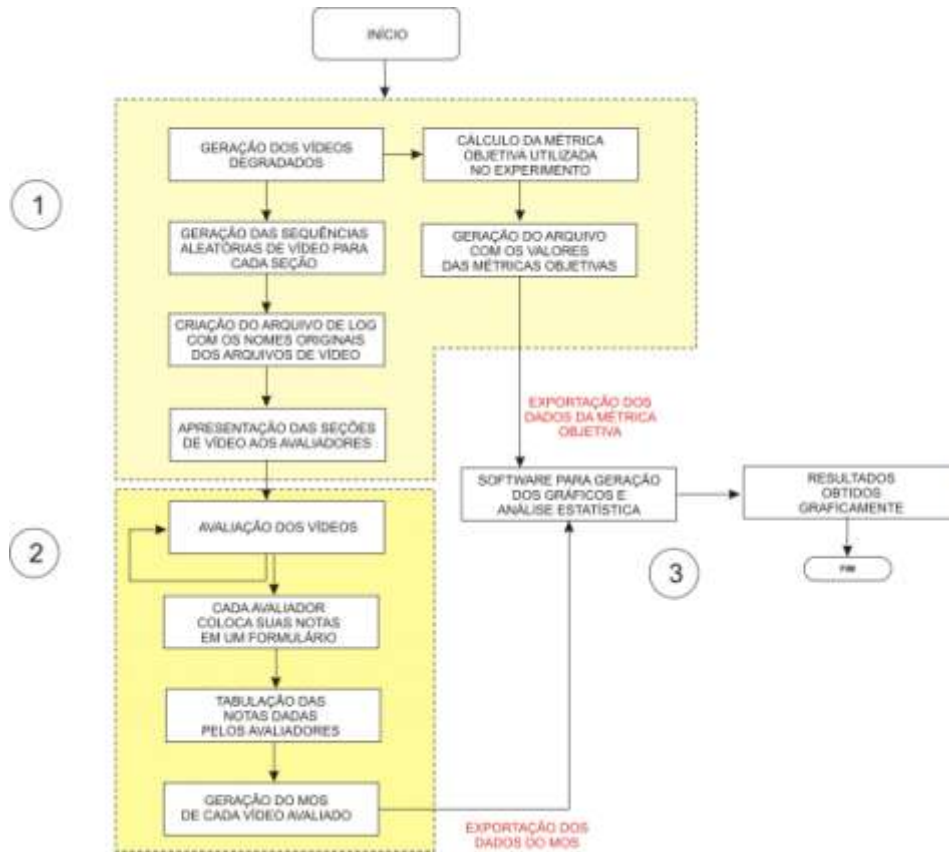 INÍCIO
1
GERAÇÃO DOS VÍDEOS
DEGRADADOS
CÁLCULO DA MÉTRICA
OBJETIVA UTILIZADA
NO EXPERIMENTO
GERAÇÃO DAS SEQUÊNCIAS
ALEATÓRIAS DE VÍDEO PARA
CADA SEÇÃO
GERAÇÃO DO ARQUIVO
COM OS VALORES
DAS MÉTRICAS OBJETIVAS
CRIAÇÃO DO ARQUIVO DE LOG
COM OS NOMES ORIGINAIS
DOS ARQUIVOS DE VÍDEO
APRESENTAÇÃO DAS SEÇÕES
DE VÍDEO AOS AVALIADORES
EXPORTAÇÃO DOS
DADOS DA MÉTRICA
OBJETIVA
2
AVALIAÇÃO DOS VÍDEOS
CADA AVALIADOR
COLOCA SUAS NOTAS
EM UM FORMULÁRIO
TABULAÇÃO DAS
NOTAS DADAS
PELOS AVALIADORES
GERAÇÃO DO MOS
DE CADA VÍDEO AVALIADO
EXPORTAÇÃO DOS
DADOS DO MOS
SOFTWARE PARA GERAÇÃO
DOS GRÁFICOS E
ANÁLISE ESTATÍSTICA
3
RESULTADOS
OBTIDOS
GRAFICAMENTE
FIM